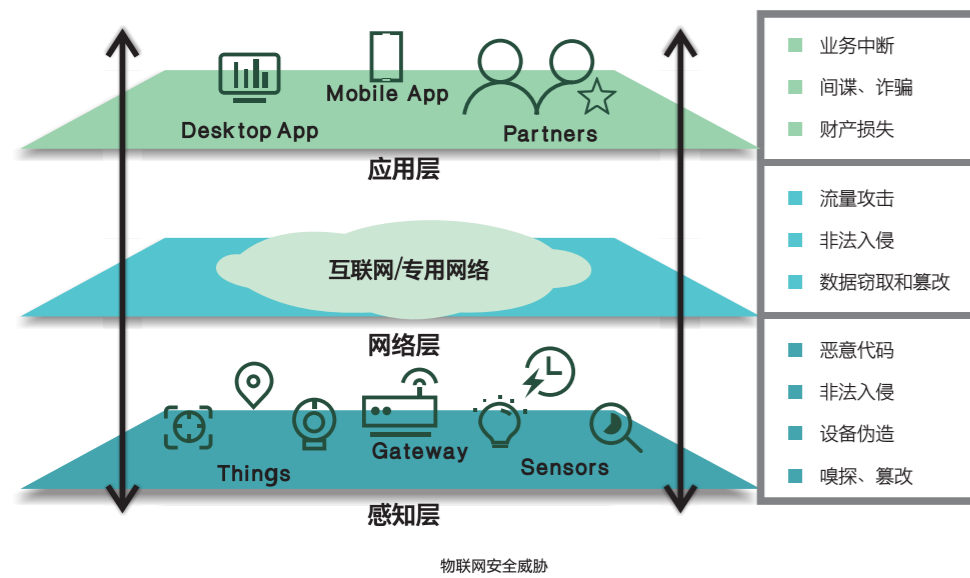 Mobile App
Desktop App
Partners
应用层
业务中断
间谍、诈骗
财产损失
互联网/专用网络
网络层
流量攻击
非法入侵
数据窃取和篡改
Things
Gateway
Sensors
感知层
恶意代码
非法入侵
设备伪造
嗅探、篡改
物联网安全威胁